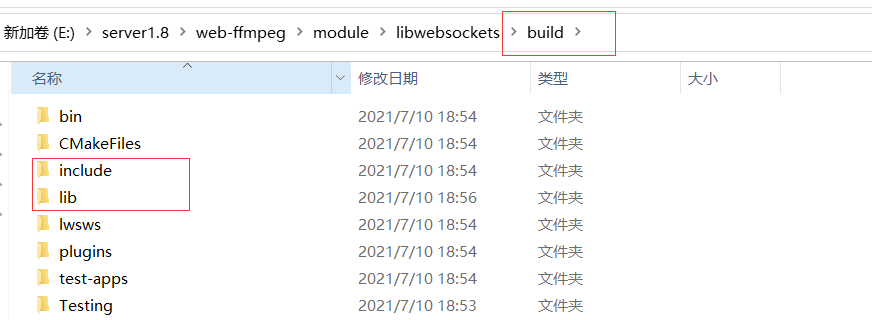 新加卷 (E:) > server1.8 > web-ffmpeg > module > libwebsockets > build >
名称 修改日期 类型 大小
bin 2021/7/10 18:54 文件夹
CMakeFiles 2021/7/10 18:54 文件夹
include 2021/7/10 18:54 文件夹
lib 2021/7/10 18:56 文件夹
lwsws 2021/7/10 18:54 文件夹
plugins 2021/7/10 18:54 文件夹
test-apps 2021/7/10 18:54 文件夹
Testing 2021/7/10 18:53 文件夹